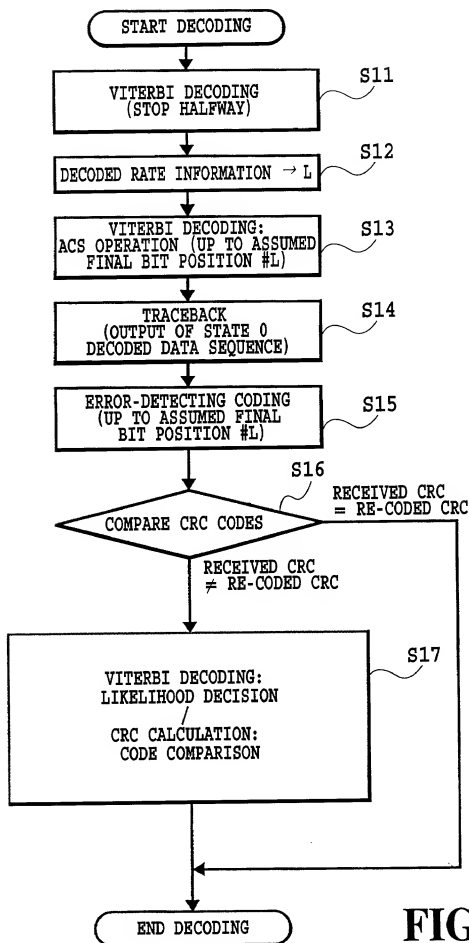 START DECODING
S11
VITERBI DECODING
(STOP HALFWAY)
S12
DECODED RATE INFORMATION → L
S13
VITERBI DECODING:
ACS OPERATION (UP TO ASSUMED
FINAL BIT POSITION #L)
S14
TRACEBACK
(OUTPUT OF STATE 0
DECODED DATA SEQUENCE)
S15
ERROR-DETECTING CODING
(UP TO ASSUMED FINAL
BIT POSITION #L)
S16
COMPARE CRC CODES
RECEIVED CRC
= RE-CODED CRC
RECEIVED CRC
≠ RE-CODED CRC
S17
VITERBI DECODING:
LIKELIHOOD DECISION
/
CRC CALCULATION:
CODE COMPARISON
END DECODING
FIG